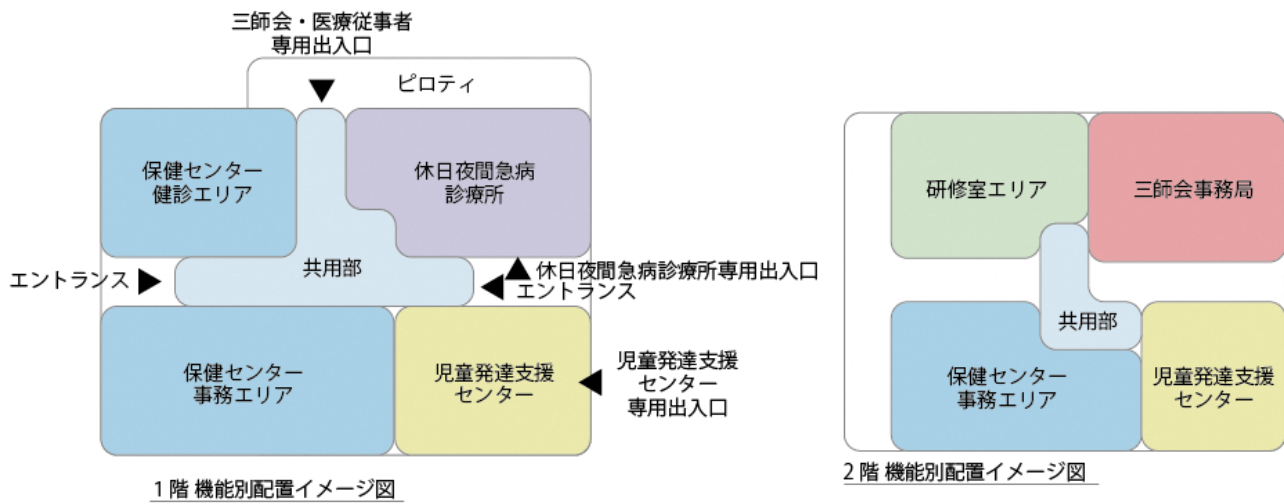 三師会・医療従事者
専用出入口
ピロティ
保健センター
健診エリア
休日夜間急病
診療所
共用部
エントランス
休日夜間急病診療所専用出入口
エントランス
保健センター
事務エリア
児童発達支援
センター
児童発達支援
センター
専用出入口
1階 機能別配置イメージ図
研修室エリア
三師会事務局
共用部
保健センター
事務エリア
児童発達支援
センター
2階 機能別配置イメージ図